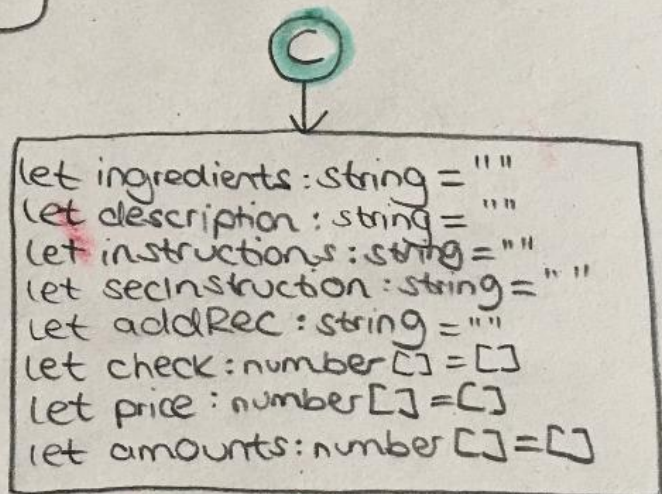 C
let ingredients : string = ""
let description : string = ""
let instructions : string = ""
let secInstruction : string = " "
let addRec : string = ""
let check : number [] = []
let price : number [] = []
let amounts : number [] = []